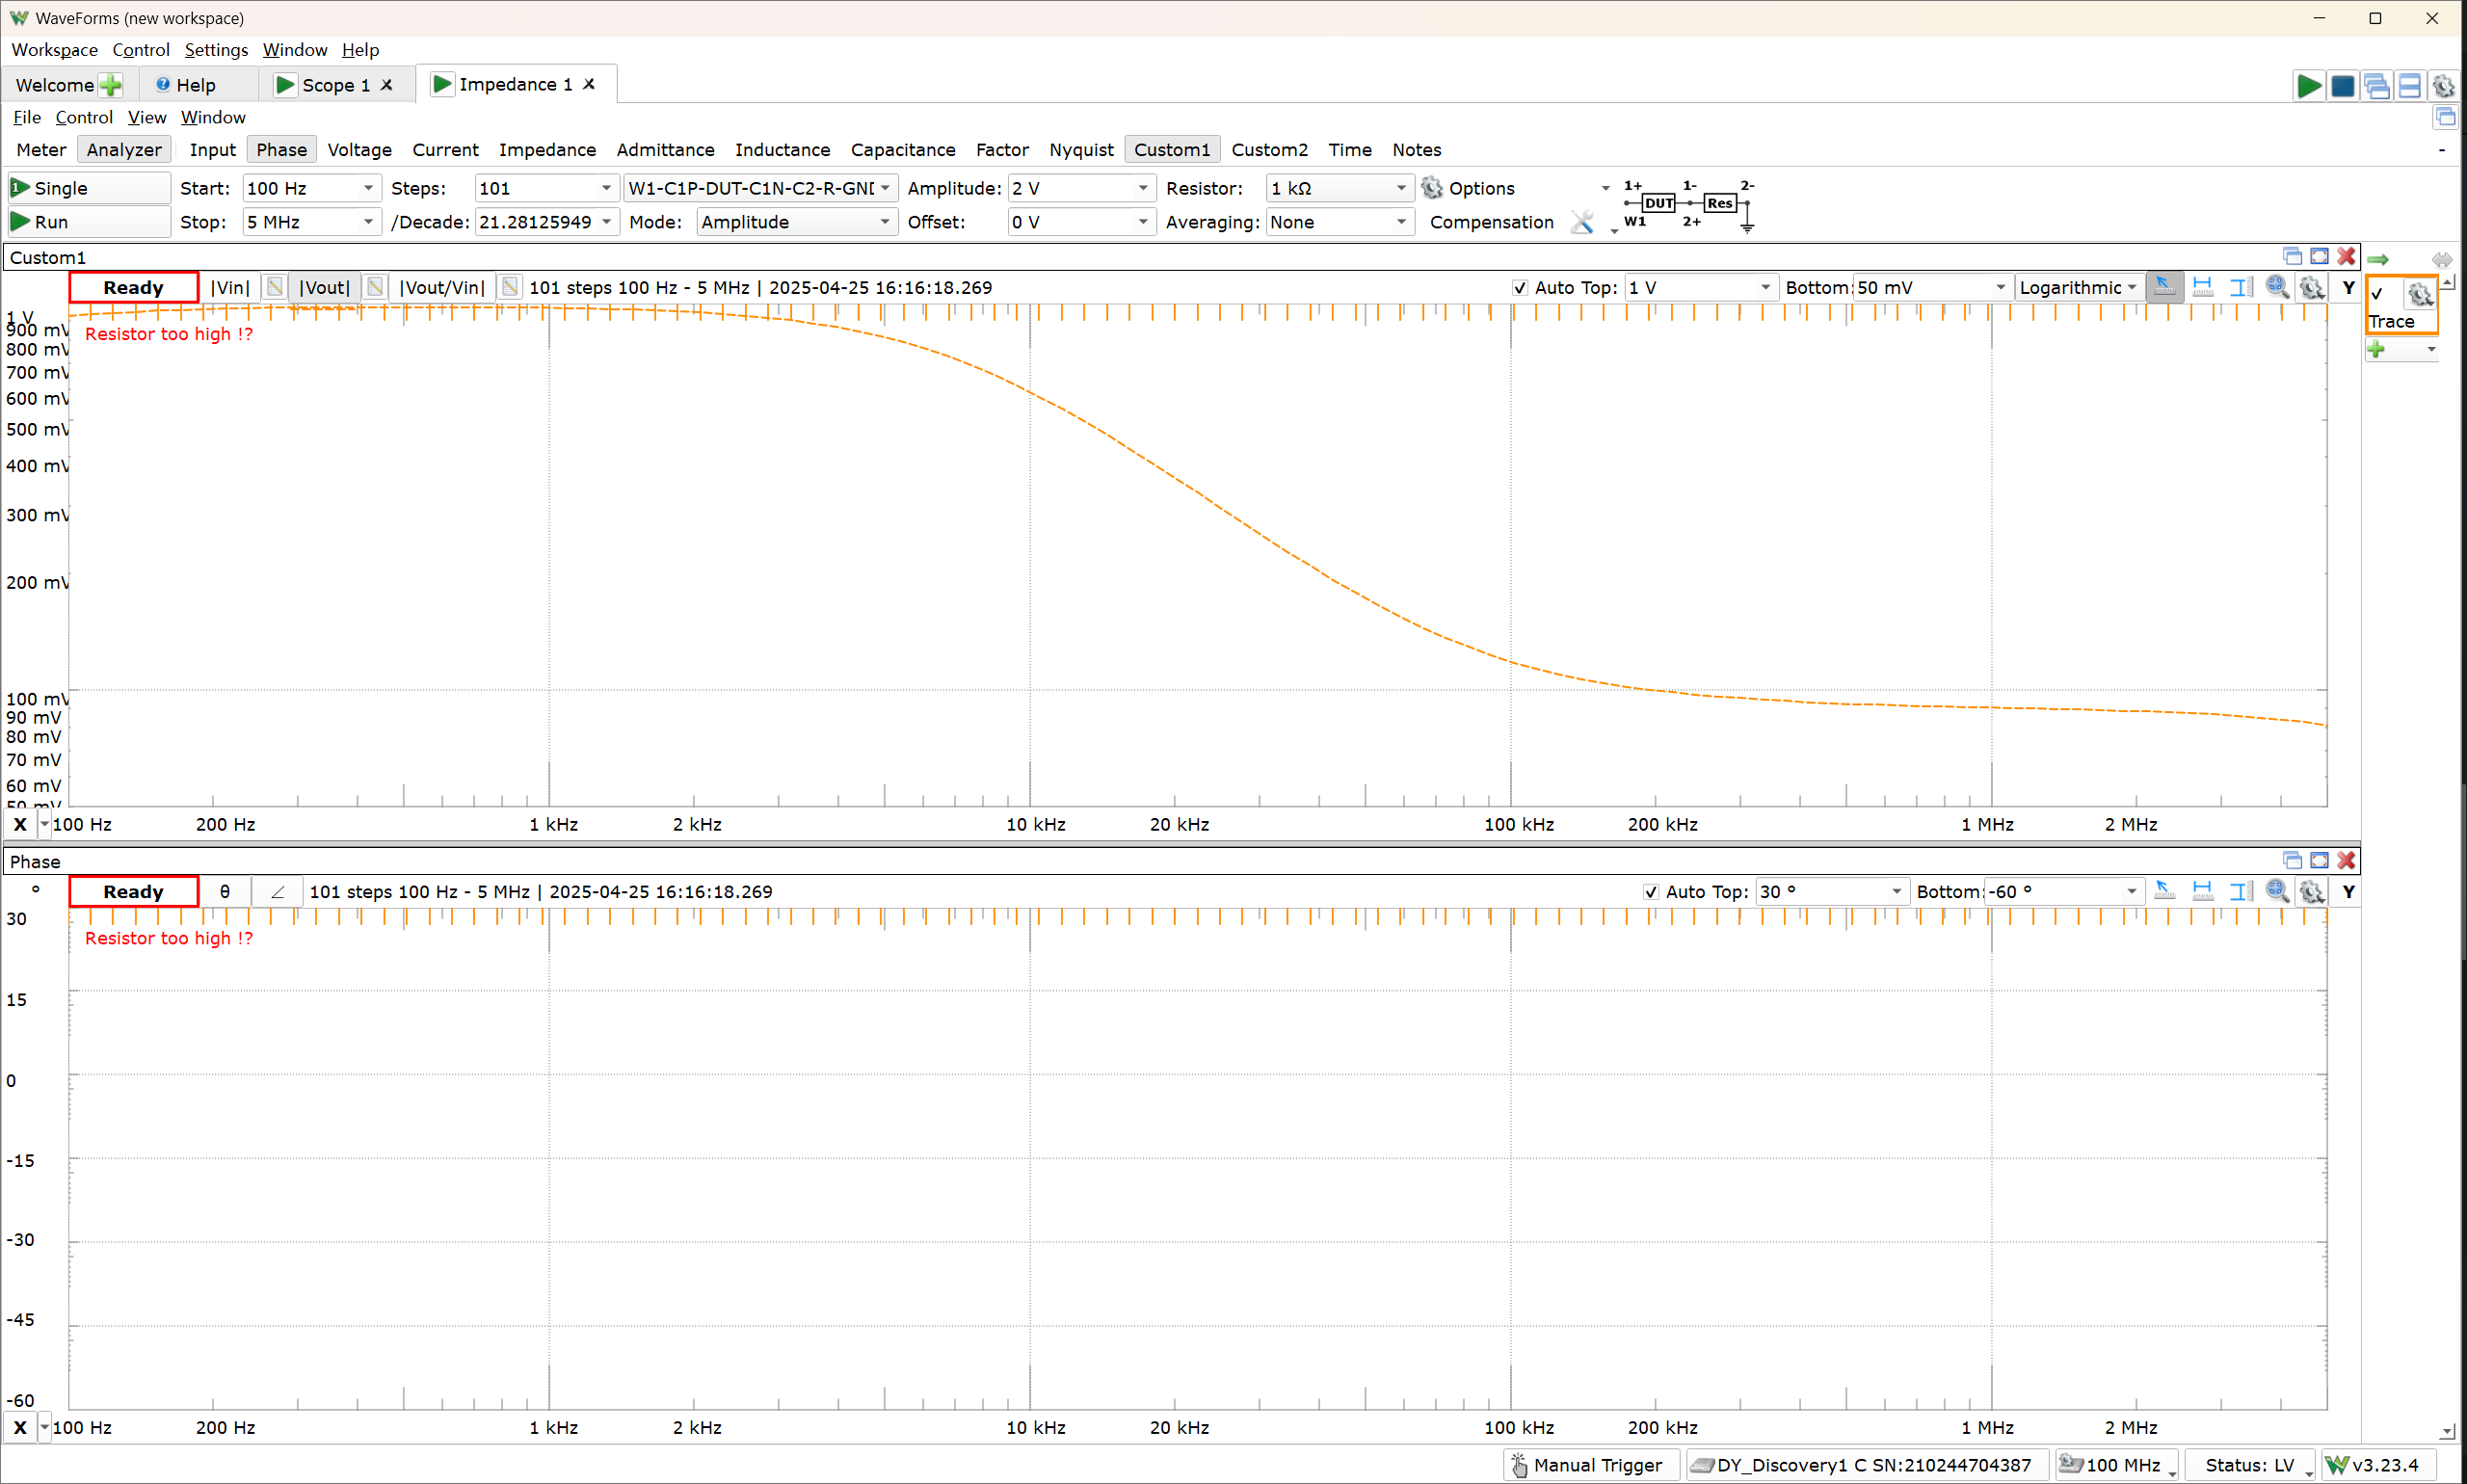 WaveForms (new workspace)
Workspace Control Settings Window Help
Welcome Help Scope 1 Impedance 1
File Control View Window
Meter Analyzer Input Phase Voltage Current Impedance Admittance Inductance Capacitance Factor Nyquist Custom1 Custom2 Time Notes
Single Start: 100 Hz Steps: 101 W1-C1P-DUT-C1N-C2-R-GND Amplitude: 2 V Resistor: 1 kΩ Options 1+ 1- 2-
DUT Res
Run Stop: 5 MHz /Decade: 21.28125949 Mode: Amplitude Offset: 0 V Averaging: None Compensation W1 2+
Custom1
Ready |Vin| |Vout| |Vout/Vin| 101 steps 100 Hz - 5 MHz | 2025-04-25 16:16:18.269 Auto Top: 1 V Bottom: 50 mV Logarithmic Y
Trace
1 V
Resistor too high !?
900 mV
800 mV
700 mV
600 mV
500 mV
400 mV
300 mV
200 mV
100 mV
90 mV
80 mV
70 mV
60 mV
50 mV
X 100 Hz 200 Hz 1 kHz 2 kHz 10 kHz 20 kHz 100 kHz 200 kHz 1 MHz 2 MHz
Phase
° Ready θ ∠ 101 steps 100 Hz - 5 MHz | 2025-04-25 16:16:18.269 Auto Top: 30 ° Bottom: -60 ° Y
30
Resistor too high !?
15
0
-15
-30
-45
-60
X 100 Hz 200 Hz 1 kHz 2 kHz 10 kHz 20 kHz 100 kHz 200 kHz 1 MHz 2 MHz
Manual Trigger DY_Discovery1 C SN:210244704387 100 MHz Status: LV v3.23.4